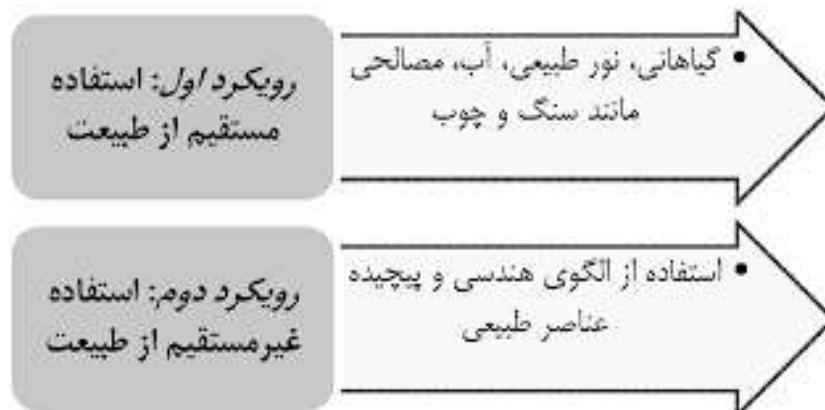 رویکرد اول: استفاده
مستقیم از طبیعت
• گیاهانی، نور طبیعی، آب، مصالحی
مانند سنگ و چوب
رویکرد دوم: استفاده
غیرمستقیم از طبیعت
• استفاده از الگوی هندسی و پیچیده
عناصر طبیعی